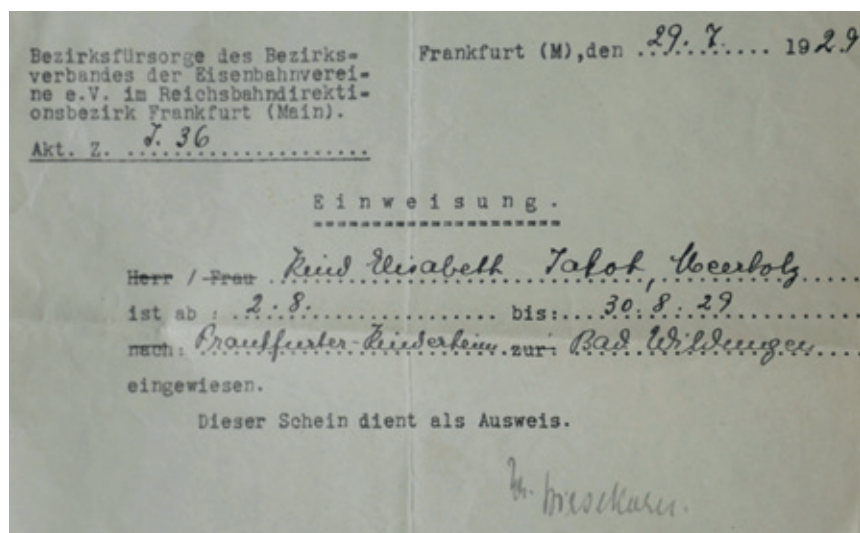 Bezirksfürsorge des Bezirks=
verbandes der Eisenbahnverei=
ne e.V. im Reichsbahndirekti=
onsbezirk Frankfurt (Main).
Akt. Z. J. 36
Frankfurt (M),den 29. 7. 1929
Einweisung.
Herr / Frau Kind Elisabeth Jakob, Meerholz
ist ab : 2. 8. bis: 30. 8. 29
nach: Frankfurter-Kinderheim zur: Bad Wildungen
eingewiesen.
Dieser Schein dient als Ausweis.